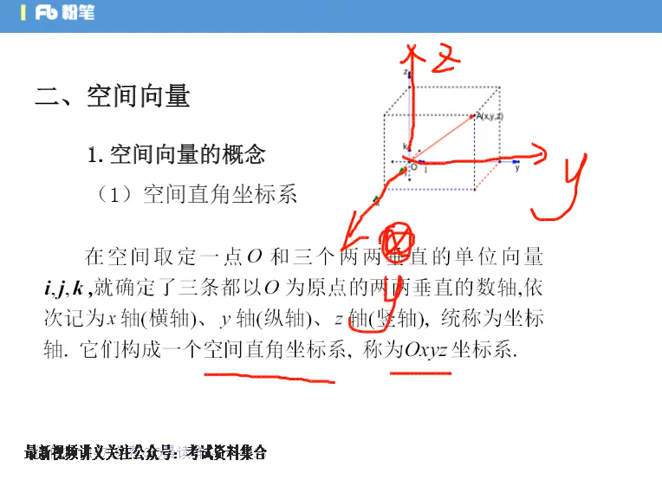 粉笔
二、空间向量
z
z
A(x,y,z)
1.空间向量的概念
k
O
j
y
y
(1)空间直角坐标系
在空间取定一点O 和三个两两垂直的单位向量
i,j,k,就确定了三条都以O为原点的两两垂直的数轴,依
y
次记为x轴(横轴)、y轴(纵轴)、z轴(竖轴), 统称为坐标
轴. 它们构成一个空间直角坐标系, 称为Oxyz坐标系.
最新视频讲义关注公众号:考试资料集合